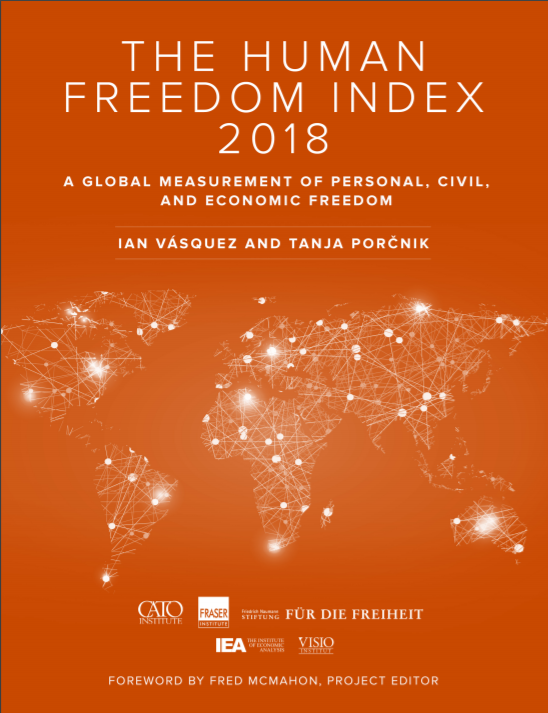 THE HUMAN
FREEDOM INDEX
2018
A GLOBAL MEASUREMENT OF PERSONAL, CIVIL,
AND ECONOMIC FREEDOM
IAN VÁSQUEZ AND TANJA PORČNIK
CATO
INSTITUTE
FRASER
INSTITUTE
Friedrich Naumann
STIFTUNG FÜR DIE FREIHEIT
IEA THE INSTITUTE
OF ECONOMIC
ANALYSIS
VISIO
INSTITUT
FOREWORD BY FRED MCMAHON, PROJECT EDITOR